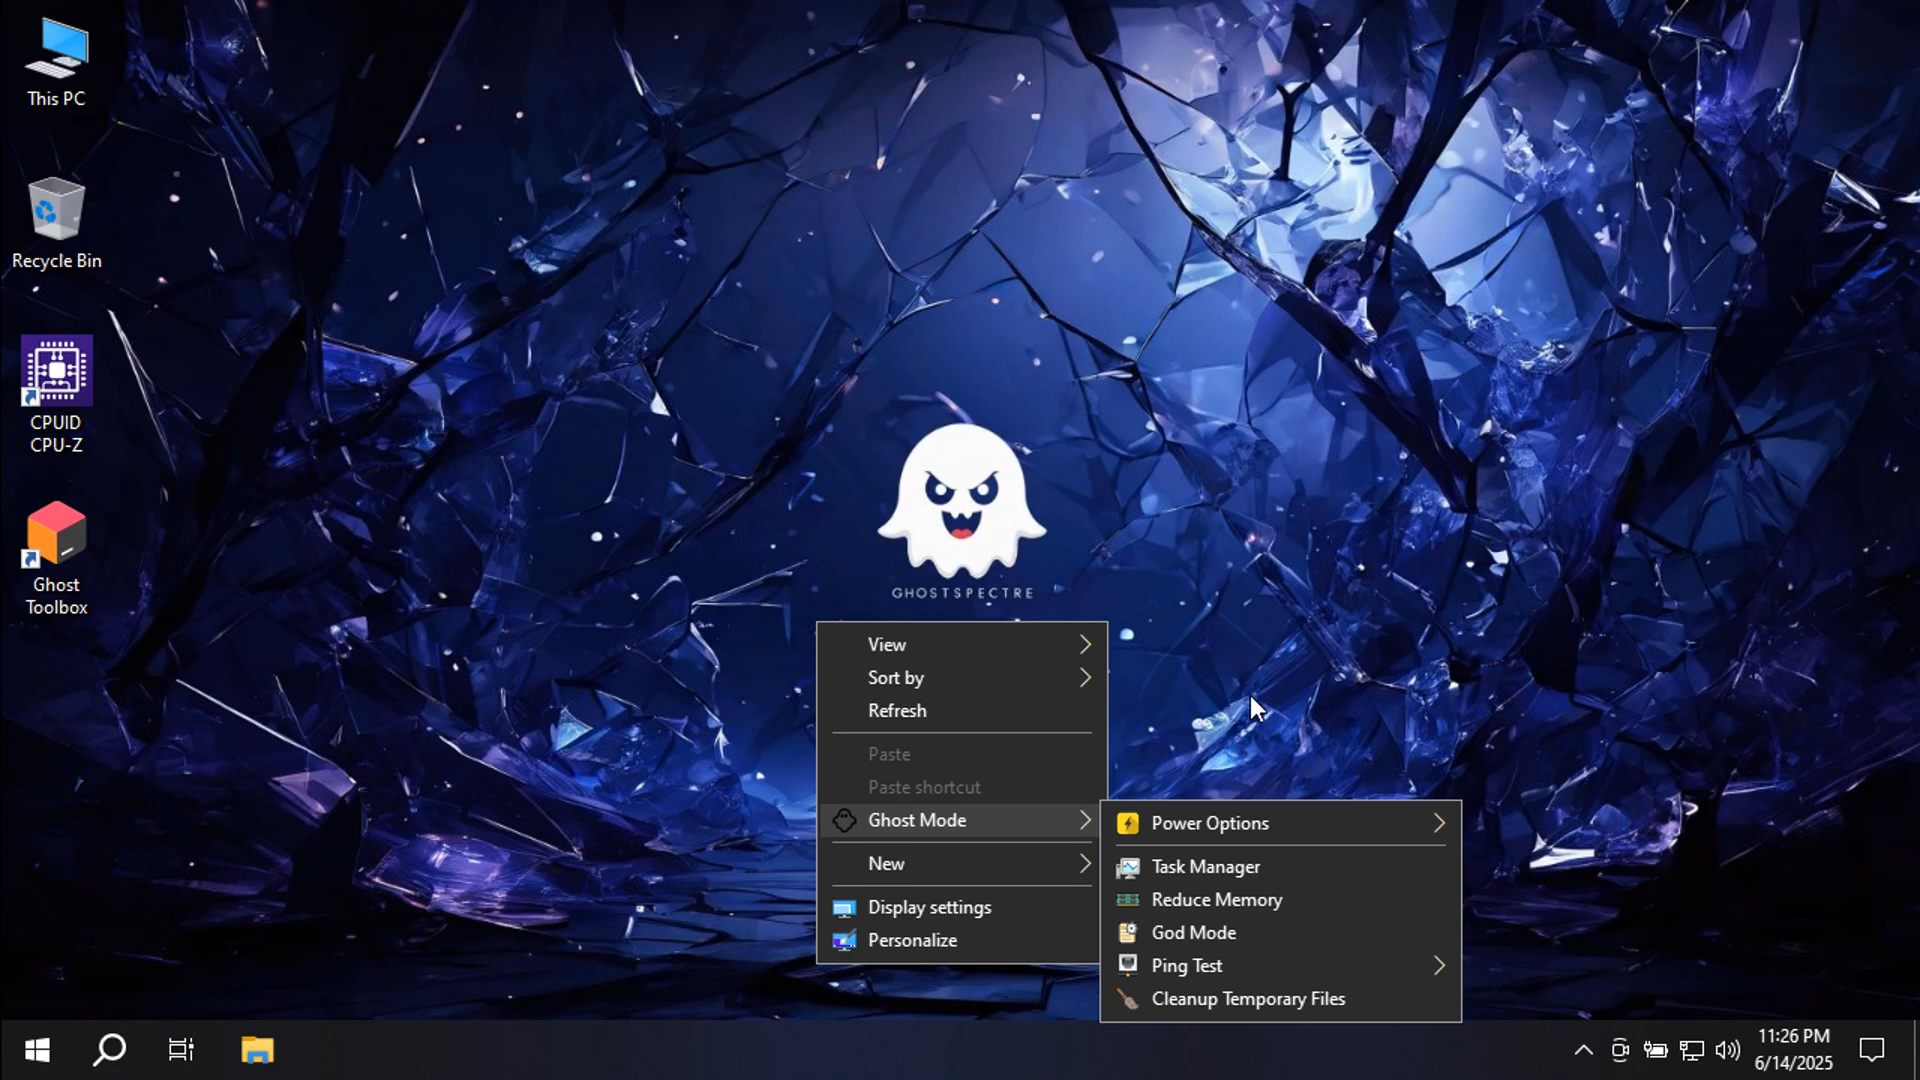 This PC
Recycle Bin
CPUID
CPU-Z
Ghost
Toolbox
GHOSTSPECTRE
View
Sort by
Refresh
Paste
Paste shortcut
Ghost Mode
New
Display settings
Personalize
Power Options
Task Manager
Reduce Memory
God Mode
Ping Test
Cleanup Temporary Files
11:26 PM
6/14/2025